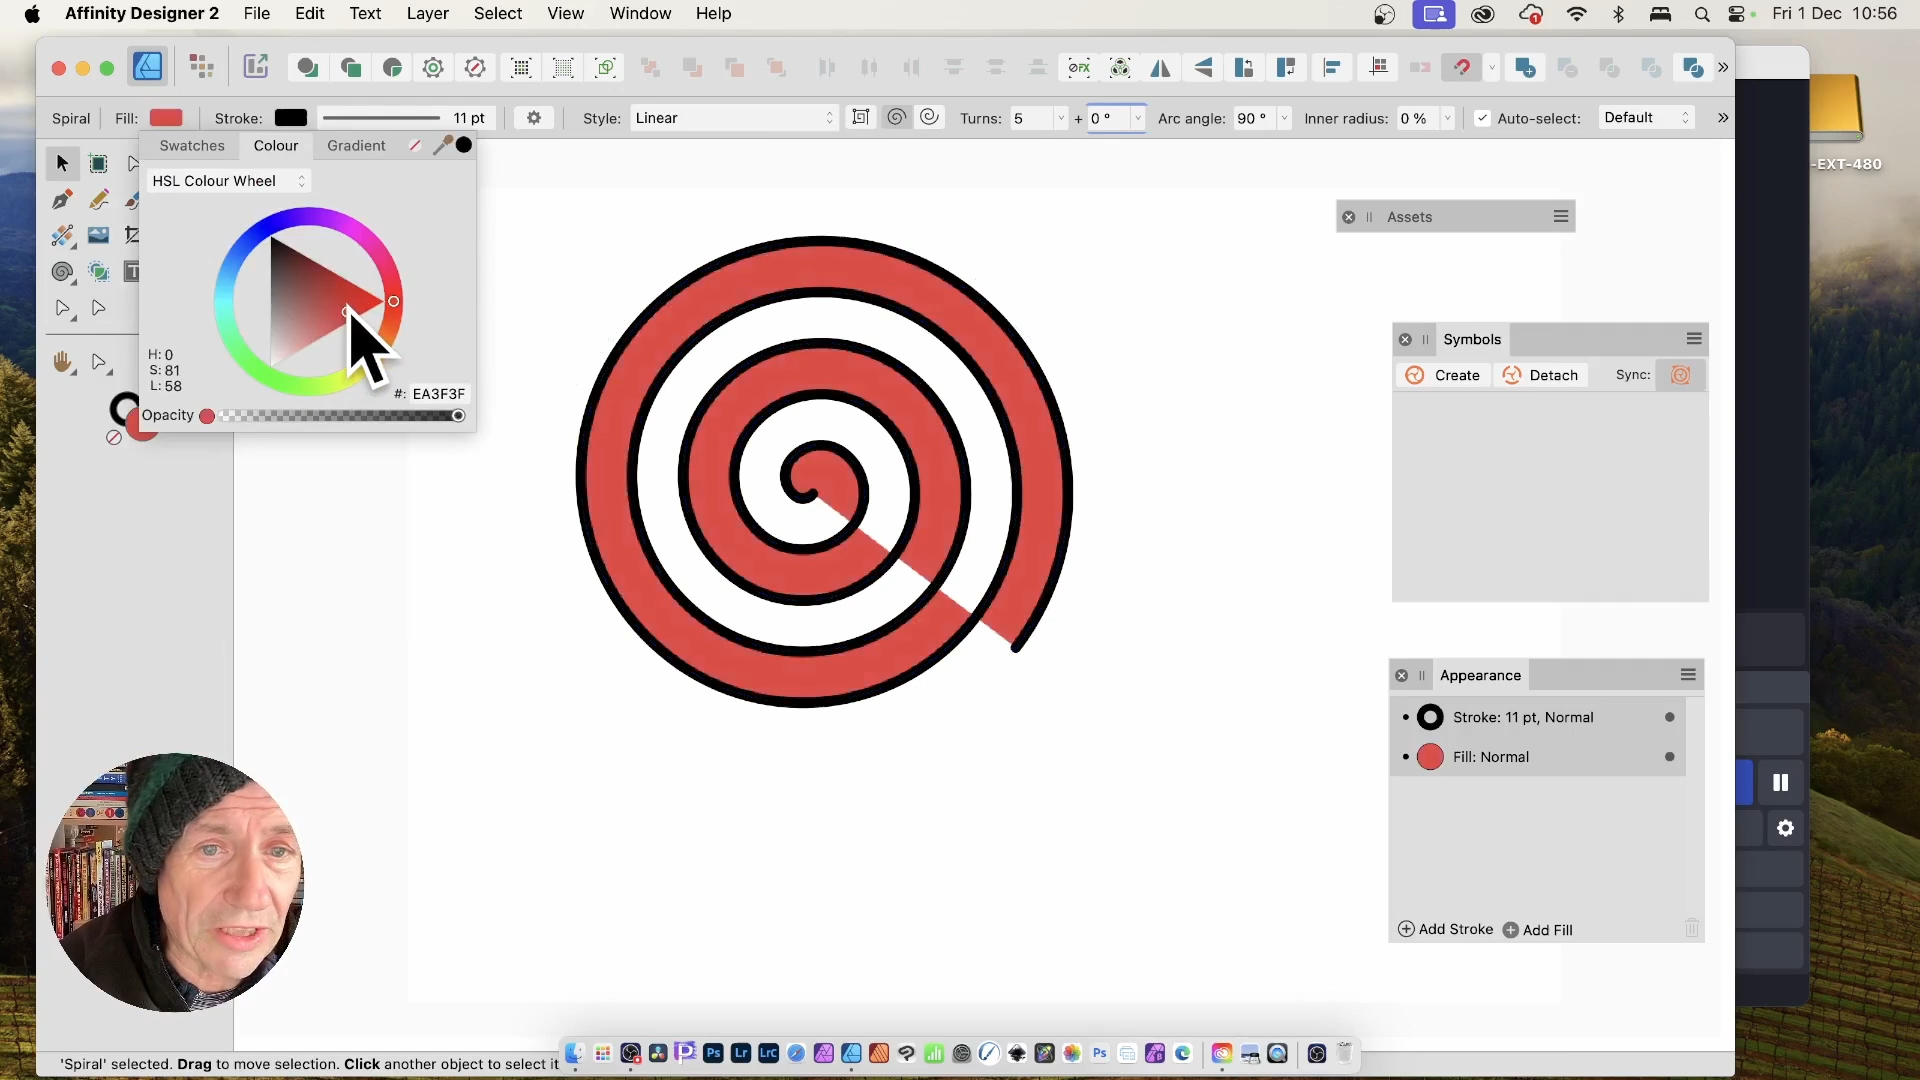 Affinity Designer 2 File Edit Text Layer Select View Window Help Fri 1 Dec 10:56
Spiral Fill: Stroke: 11 pt Style: Linear Turns: 5 + 0 ° Arc angle: 90 ° Inner radius: 0 % Auto-select: Default
Swatches Colour Gradient
HSL Colour Wheel
-EXT-480
Assets
Symbols
Create Detach Sync:
H: 0
S: 81
L: 58
#: EA3F3F
Opacity
Appearance
Stroke: 11 pt, Normal
Fill: Normal
Add Stroke Add Fill
'Spiral' selected. Drag to move selection. Click another object to select it
Ps Lr LrC Ps